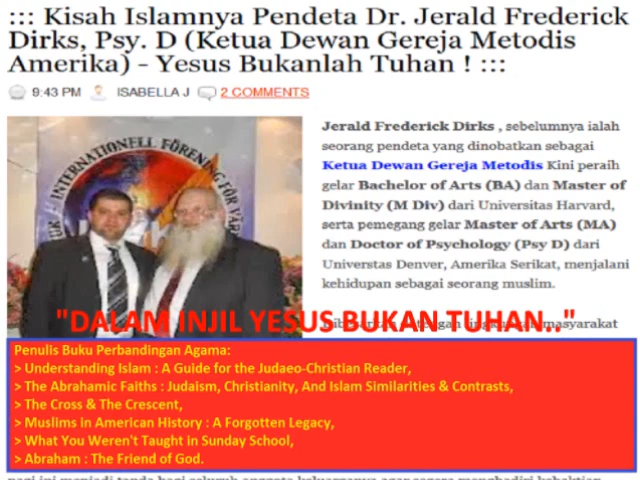 ::: Kisah Islamnya Pendeta Dr. Jerald Frederick
Dirks, Psy. D (Ketua Dewan Gereja Metodis
Amerika) - Yesus Bukanlah Tuhan ! :::
9:43 PM ISABELLA J 2 COMMENTS
INTERNATIONELL FÖRENING FÖR
Jerald Frederick Dirks , sebelumnya ialah
seorang pendeta yang dinobatkan sebagai
Ketua Dewan Gereja Metodis Kini peraih
gelar Bachelor of Arts (BA) dan Master of
Divinity (M Div) dari Universitas Harvard,
serta pemegang gelar Master of Arts (MA)
dan Doctor of Psychology (Psy D) dari
Universtas Denver, Amerika Serikat, menjalani
kehidupan sebagai seorang muslim.
"DALAM INJIL YESUS BUKAN TUHAN.."
masyarakat
Penulis Buku Perbandingan Agama:
> Understanding Islam : A Guide for the Judaeo-Christian Reader,
> The Abrahamic Faiths : Judaism, Christianity, And Islam Similarities & Contrasts,
> The Cross & The Crescent,
> Muslims in American History : A Forgotten Legacy,
> What You Weren't Taught in Sunday School,
> Abraham : The Friend of God.